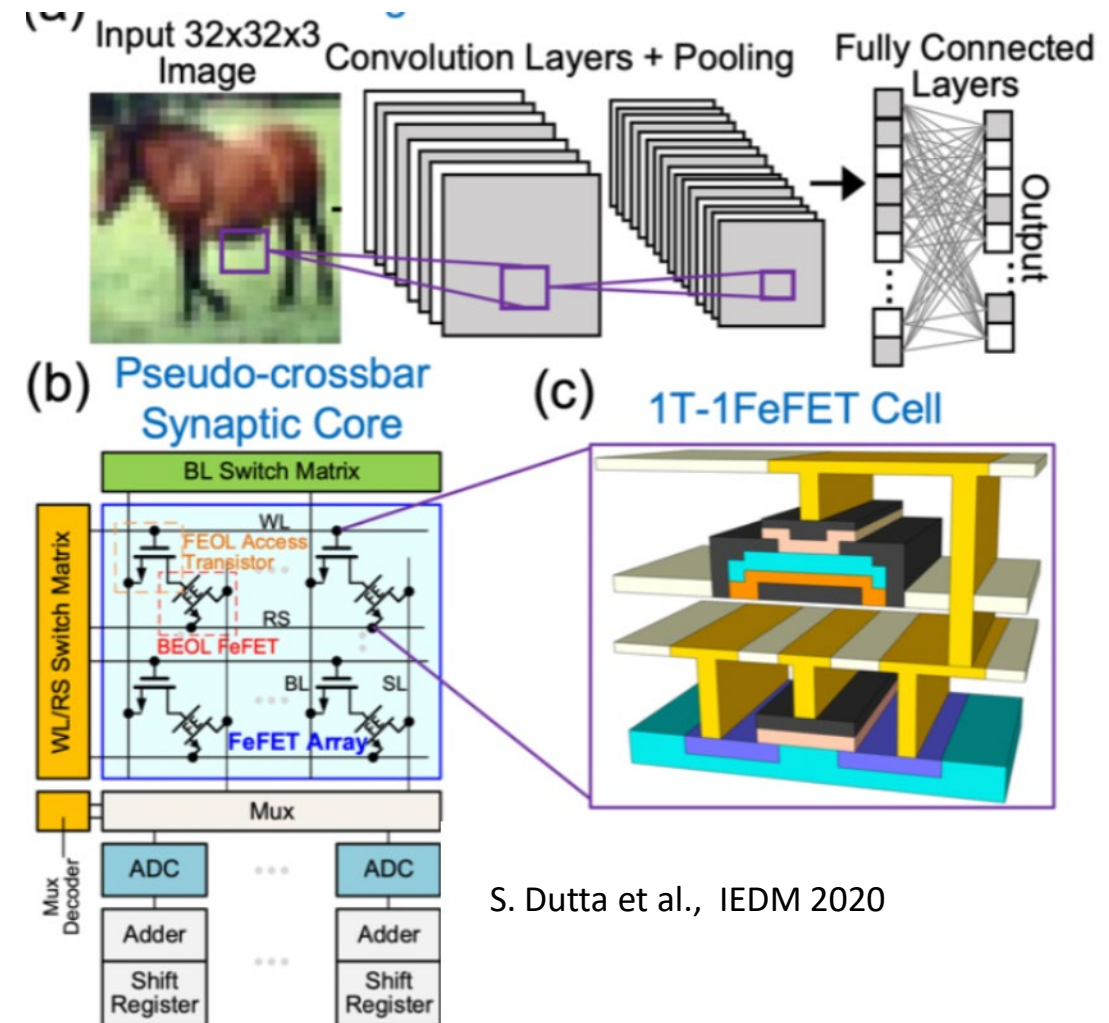 (a)
Input 32x32x3
Image
Convolution Layers + Pooling
Fully Connected
Layers
Output
(b)
Pseudo-crossbar
Synaptic Core
BL Switch Matrix
WL/RS Switch Matrix
WL
FEOL Access
Transistor
RS
BEOL FeFET
BL
SL
FeFET Array
Mux
Mux
Decoder
ADC
ADC
Adder
Adder
Shift
Register
Shift
Register
(c)
1T-1FeFET Cell
S. Dutta et al., IEDM 2020